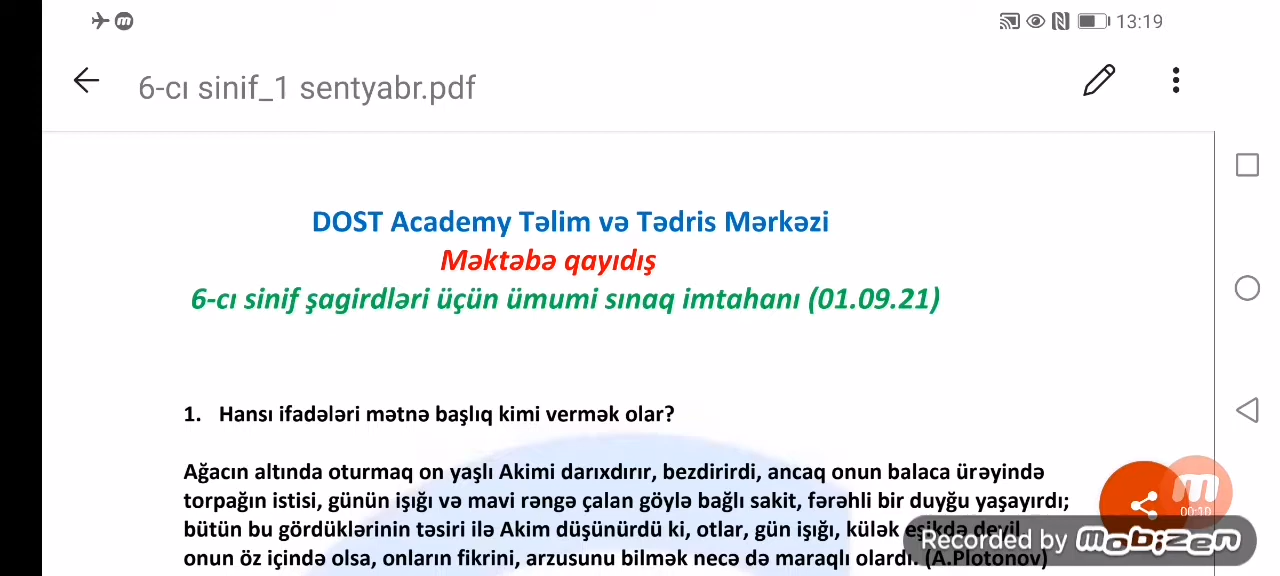 13:19
6-cı sinif_1 sentyabr.pdf
DOST Academy Təlim və Tədris Mərkəzi
Məktəbə qayıdış
6-cı sinif şagirdləri üçün ümumi sınaq imtahanı (01.09.21)
1. Hansı ifadələri mətnə başlıq kimi vermək olar?
Ağacın altında oturmaq on yaşlı Akimi darıxdırır, bezdirirdi, ancaq onun balaca ürəyində
torpağın istisi, günün işığı və mavi rəngə çalan göylə bağlı sakit, fərəhli bir duyğu yaşayırdı;
bütün bu gördüklərinin təsiri ilə Akim düşünürdü ki, otlar, gün işığı, külək eşikdə deyil
onun öz içində olsa, onların fikrini, arzusunu bilmək necə də maraqlı olardı. (A.Plotonov)
00:10
Recorded by mobizen